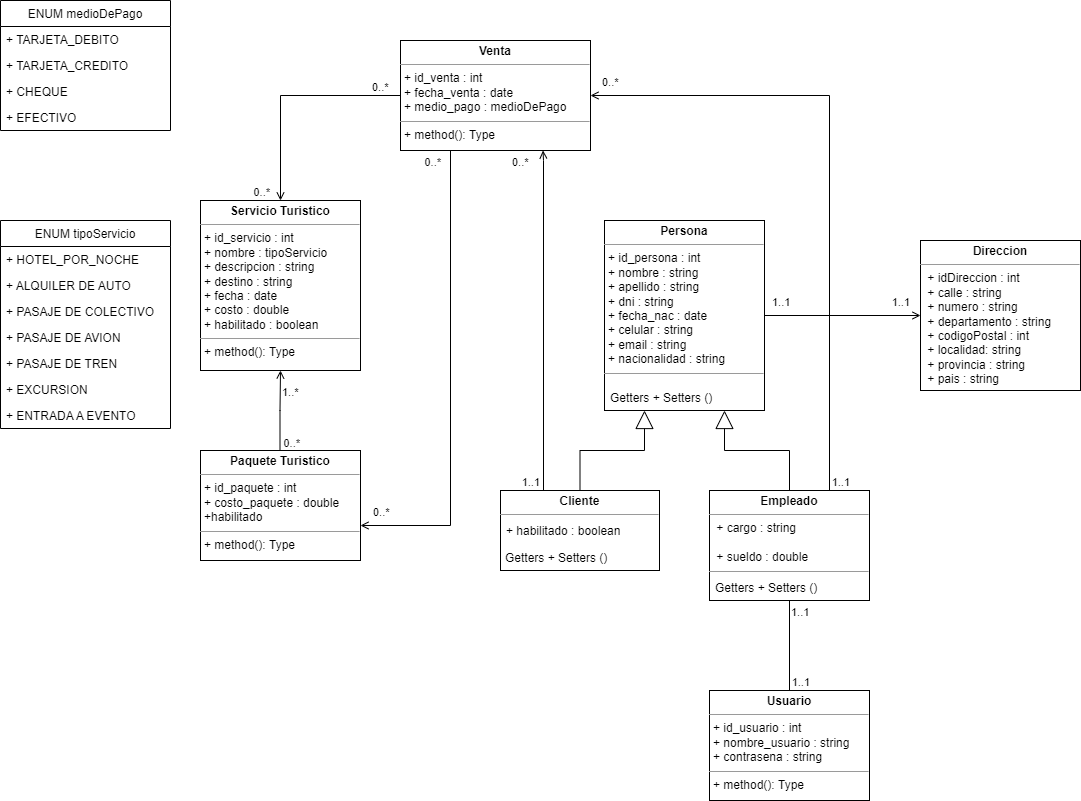 ENUM medioDePago
+ TARJETA_DEBITO
+ TARJETA_CREDITO
+ CHEQUE
+ EFECTIVO
Venta
+ id_venta : int
+ fecha_venta : date
+ medio_pago : medioDePago
+ method(): Type
0..*
0..*
0..*
0..*
0..*
ENUM tipoServicio
+ HOTEL_POR_NOCHE
+ ALQUILER DE AUTO
+ PASAJE DE COLECTIVO
+ PASAJE DE AVION
+ PASAJE DE TREN
+ EXCURSION
+ ENTRADA A EVENTO
Servicio Turistico
+ id_servicio : int
+ nombre : tipoServicio
+ descripcion : string
+ destino : string
+ fecha : date
+ costo : double
+ habilitado : boolean
+ method(): Type
1..*
0..*
Paquete Turistico
+ id_paquete : int
+ costo_paquete : double
+habilitado
+ method(): Type
0..*
Persona
+ id_persona : int
+ nombre : string
+ apellido : string
+ dni : string
+ fecha_nac : date
+ celular : string
+ email : string
+ nacionalidad : string
Getters + Setters ()
1..1
1..1
Direccion
+ idDireccion : int
+ calle : string
+ numero : string
+ departamento : string
+ codigoPostal : int
+ localidad: string
+ provincia : string
+ pais : string
1..1
Cliente
+ habilitado : boolean
Getters + Setters ()
1..1
Empleado
+ cargo : string
+ sueldo : double
Getters + Setters ()
1..1
1..1
Usuario
+ id_usuario : int
+ nombre_usuario : string
+ contrasena : string
+ method(): Type